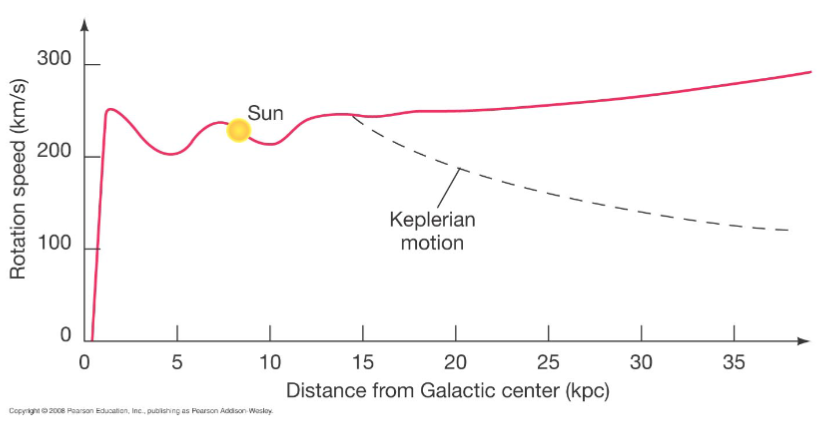 300
Sun
200
Keplerian
motion
100
0
Rotation speed (km/s)
0 5 10 15 20 25 30 35
Distance from Galactic center (kpc)
Copyright © 2008 Pearson Education, Inc., publishing as Pearson Addison-Wesley.